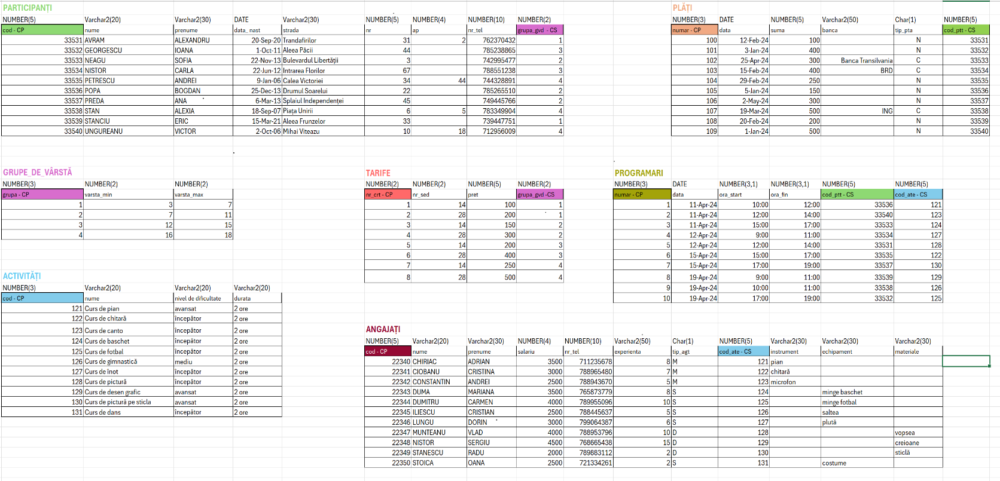 PARTICIPANȚI
NUMBER(5) Varchar2(20) Varchar2(30) DATE Varchar2(30) NUMBER(5) NUMBER(4) NUMBER(10) NUMBER(2)
cod - CP nume prenume data_ nast strada nr ap nr_tel grupa_gvd - CS
33531 AVRAM ALEXANDRU 20-Sep-20 Trandafirilor 31 2 762370432 1
33532 GEORGESCU IOANA 1-Oct-11 Aleea Păcii 44 785238865 3
33533 NEAGU SOFIA 22-Nov-13 Bulevardul Libertății 3 742995477 2
33534 NISTOR CARLA 22-Jun-12 Intrarea Florilor 67 788551238 3
33535 PETRESCU ANDREI 9-Jan-06 Calea Victoriei 34 44 744328891 4
33536 POPA BOGDAN 25-Dec-13 Drumul Soarelui 22 785265510 2
33537 PREDA ANA 6-Mar-13 Splaiul Independenței 45 749445766 2
33538 STAN ALEXIA 18-Sep-07 Piața Unirii 6 5 783349904 4
33539 STANCIU ERIC 15-Mar-21 Aleea Frunzelor 33 739447751 1
33540 UNGUREANU VICTOR 2-Oct-06 Mihai Viteazu 10 18 712956009 4
PLĂȚI
NUMBER(3) DATE NUMBER(5) Varchar2(50) Char(1) NUMBER(5)
numar - CP data suma banca tip_pta cod_ptt - CS
100 12-Feb-24 100 N 33531
101 3-Jan-24 400 N 33532
102 25-Apr-24 300 Banca Transilvania C 33533
103 15-Feb-24 400 BRD C 33534
104 29-Feb-24 250 N 33535
105 5-Jan-24 150 N 33536
106 2-May-24 300 N 33537
107 19-Mar-24 500 ING C 33538
108 20-Feb-24 200 N 33539
109 1-Jan-24 500 N 33540
GRUPE_DE_VÂRSTĂ
NUMBER(3) NUMBER(2) NUMBER(2)
grupa - CP varsta_min varsta_max
1 3 7
2 7 11
3 12 15
4 16 18
TARIFE
NUMBER(2) NUMBER(2) NUMBER(5) NUMBER(2)
nr_crt - CP nr_sed pret grupa_gvd -CS
1 14 100 1
2 28 200 1
3 14 150 2
4 28 300 2
5 14 200 3
6 28 400 3
7 14 250 4
8 28 500 4
PROGRAMARI
NUMBER(3) DATE NUMBER(3,1) NUMBER(3,1) NUMBER(5) NUMBER(5)
numar - CP data ora_start ora_fin cod_ptt - CS cod_ate - CS
1 11-Apr-24 10:00 12:00 33536 121
2 11-Apr-24 12:00 14:00 33540 123
3 11-Apr-24 15:00 17:00 33533 124
4 12-Apr-24 9:00 11:00 33534 127
5 12-Apr-24 12:00 14:00 33531 128
6 15-Apr-24 15:00 17:00 33535 122
7 15-Apr-24 17:00 19:00 33537 130
8 19-Apr-24 9:00 11:00 33539 129
9 19-Apr-24 10:00 11:00 33538 126
10 19-Apr-24 17:00 19:00 33532 125
ACTIVITĂȚI
NUMBER(3) Varchar2(20) Varchar2(20) Varchar2(20)
cod - CP nume nivel de dificultate durata
121 Curs de pian avansat 2 ore
122 Curs de chitară începător 2 ore
123 Curs de canto începător 2 ore
124 Curs de baschet începător 2 ore
125 Curs de fotbal începător 2 ore
126 Curs de gimnastică mediu 2 ore
127 Curs de înot începător 2 ore
128 Curs de pictură începător 2 ore
129 Curs de desen grafic avansat 2 ore
130 Curs de pictură pe sticla avansat 2 ore
131 Curs de dans începător 2 ore
ANGAJAȚI
NUMBER(5) Varchar2(20) Varchar2(30) NUMBER(4) NUMBER(10) Varchar2(50) Char(1) NUMBER(5) Varchar2(30) Varchar2(30) Varchar2(30)
cod - CP nume prenume salariu nr_tel experienta tip_agt cod_ate - CS instrument echipament materiale
22340 CHIRIAC ADRIAN 3500 711235678 8 M 121 pian
22341 CIOBANU CRISTINA 3000 788965480 7 M 122 chitară
22342 CONSTANTIN ANDREI 2500 788943670 5 M 123 microfon
22343 DUMA MARIANA 3500 765873779 8 S 124 minge baschet
22344 DUMITRU CARMEN 4000 789955096 10 S 125 minge fotbal
22345 ILIESCU CRISTIAN 2500 788445637 5 S 126 saltea
22346 LUNGU DORIN 3000 799064387 6 S 127 plută
22347 MUNTEANU VLAD 4000 788953796 10 D 128 vopsea
22348 NISTOR SERGIU 4500 768665438 15 D 129 creioane
22349 STANESCU RADU 2000 789883112 2 D 130 sticlă
22350 STOICA OANA 2500 721334261 2 S 131 costume